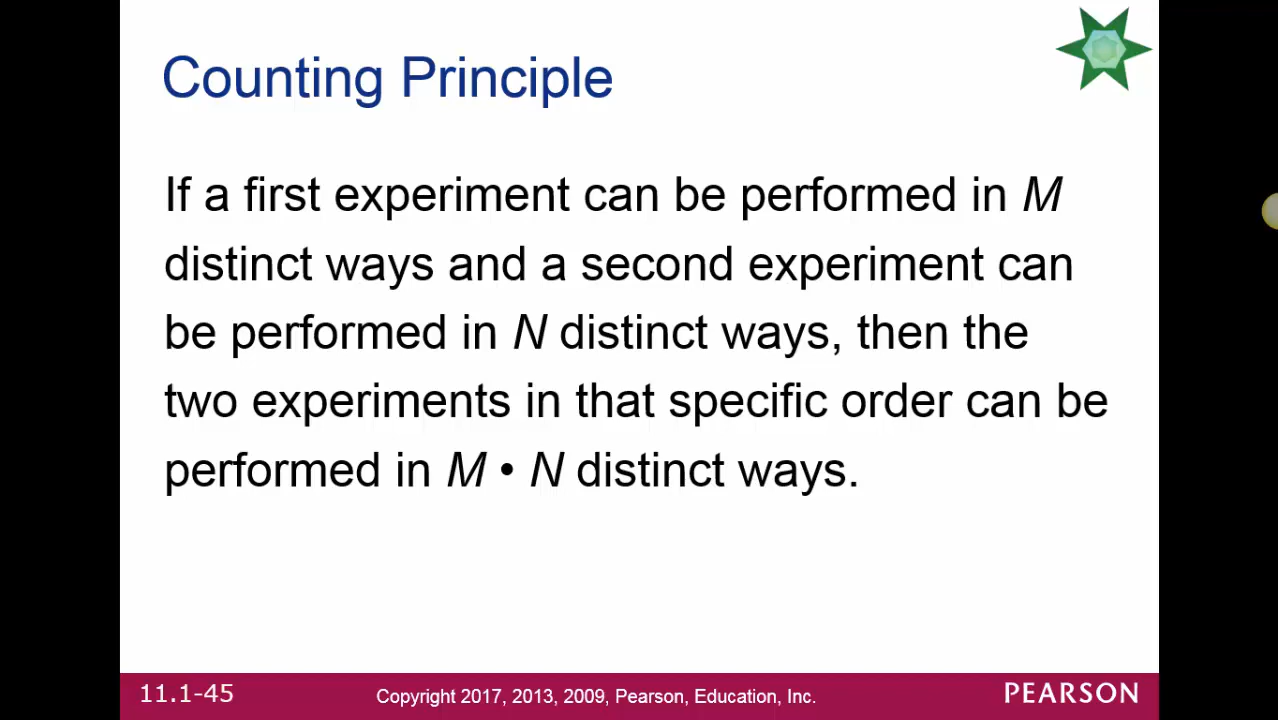 Counting Principle
If a first experiment can be performed in M
distinct ways and a second experiment can
be performed in N distinct ways, then the
two experiments in that specific order can be
performed in M • N distinct ways.
11.1-45
Copyright 2017, 2013, 2009, Pearson, Education, Inc.
PEARSON